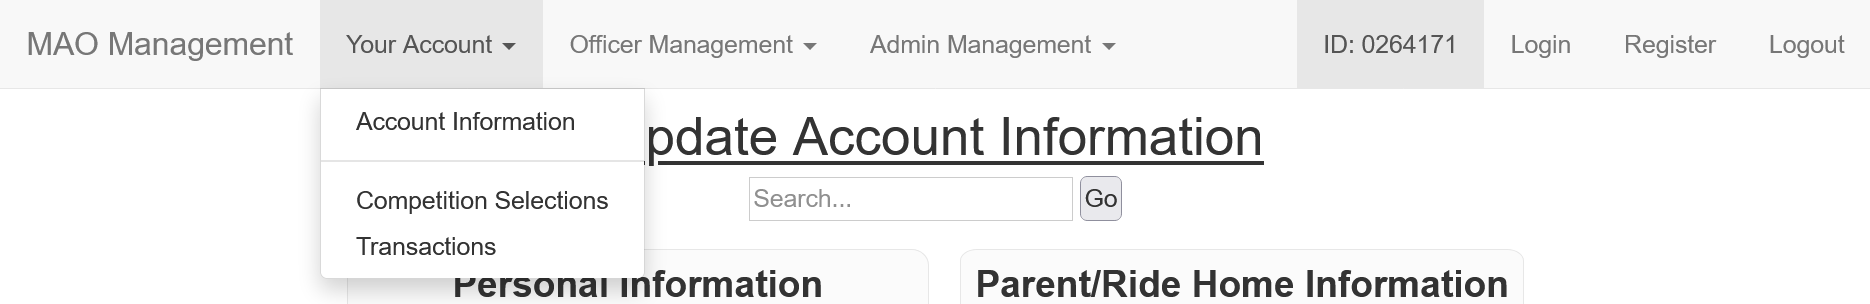 MAO Management Your Account Officer Management Admin Management ID: 0264171 Login Register Logout
Account Information
pdate Account Information
Competition Selections
Search... Go
Transactions
Personal Information Parent/Ride Home Information